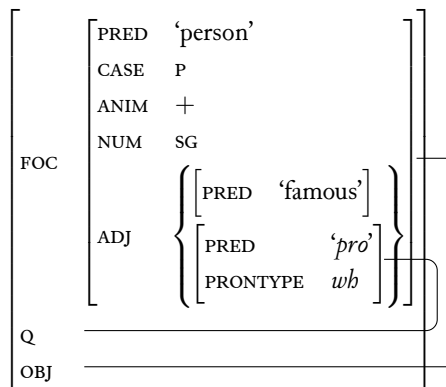 PRED 'person'
CASE P
ANIM +
NUM SG
FOC
PRED 'famous'
ADJ
PRED 'pro'
PRONTYPE wh
Q
OBJ